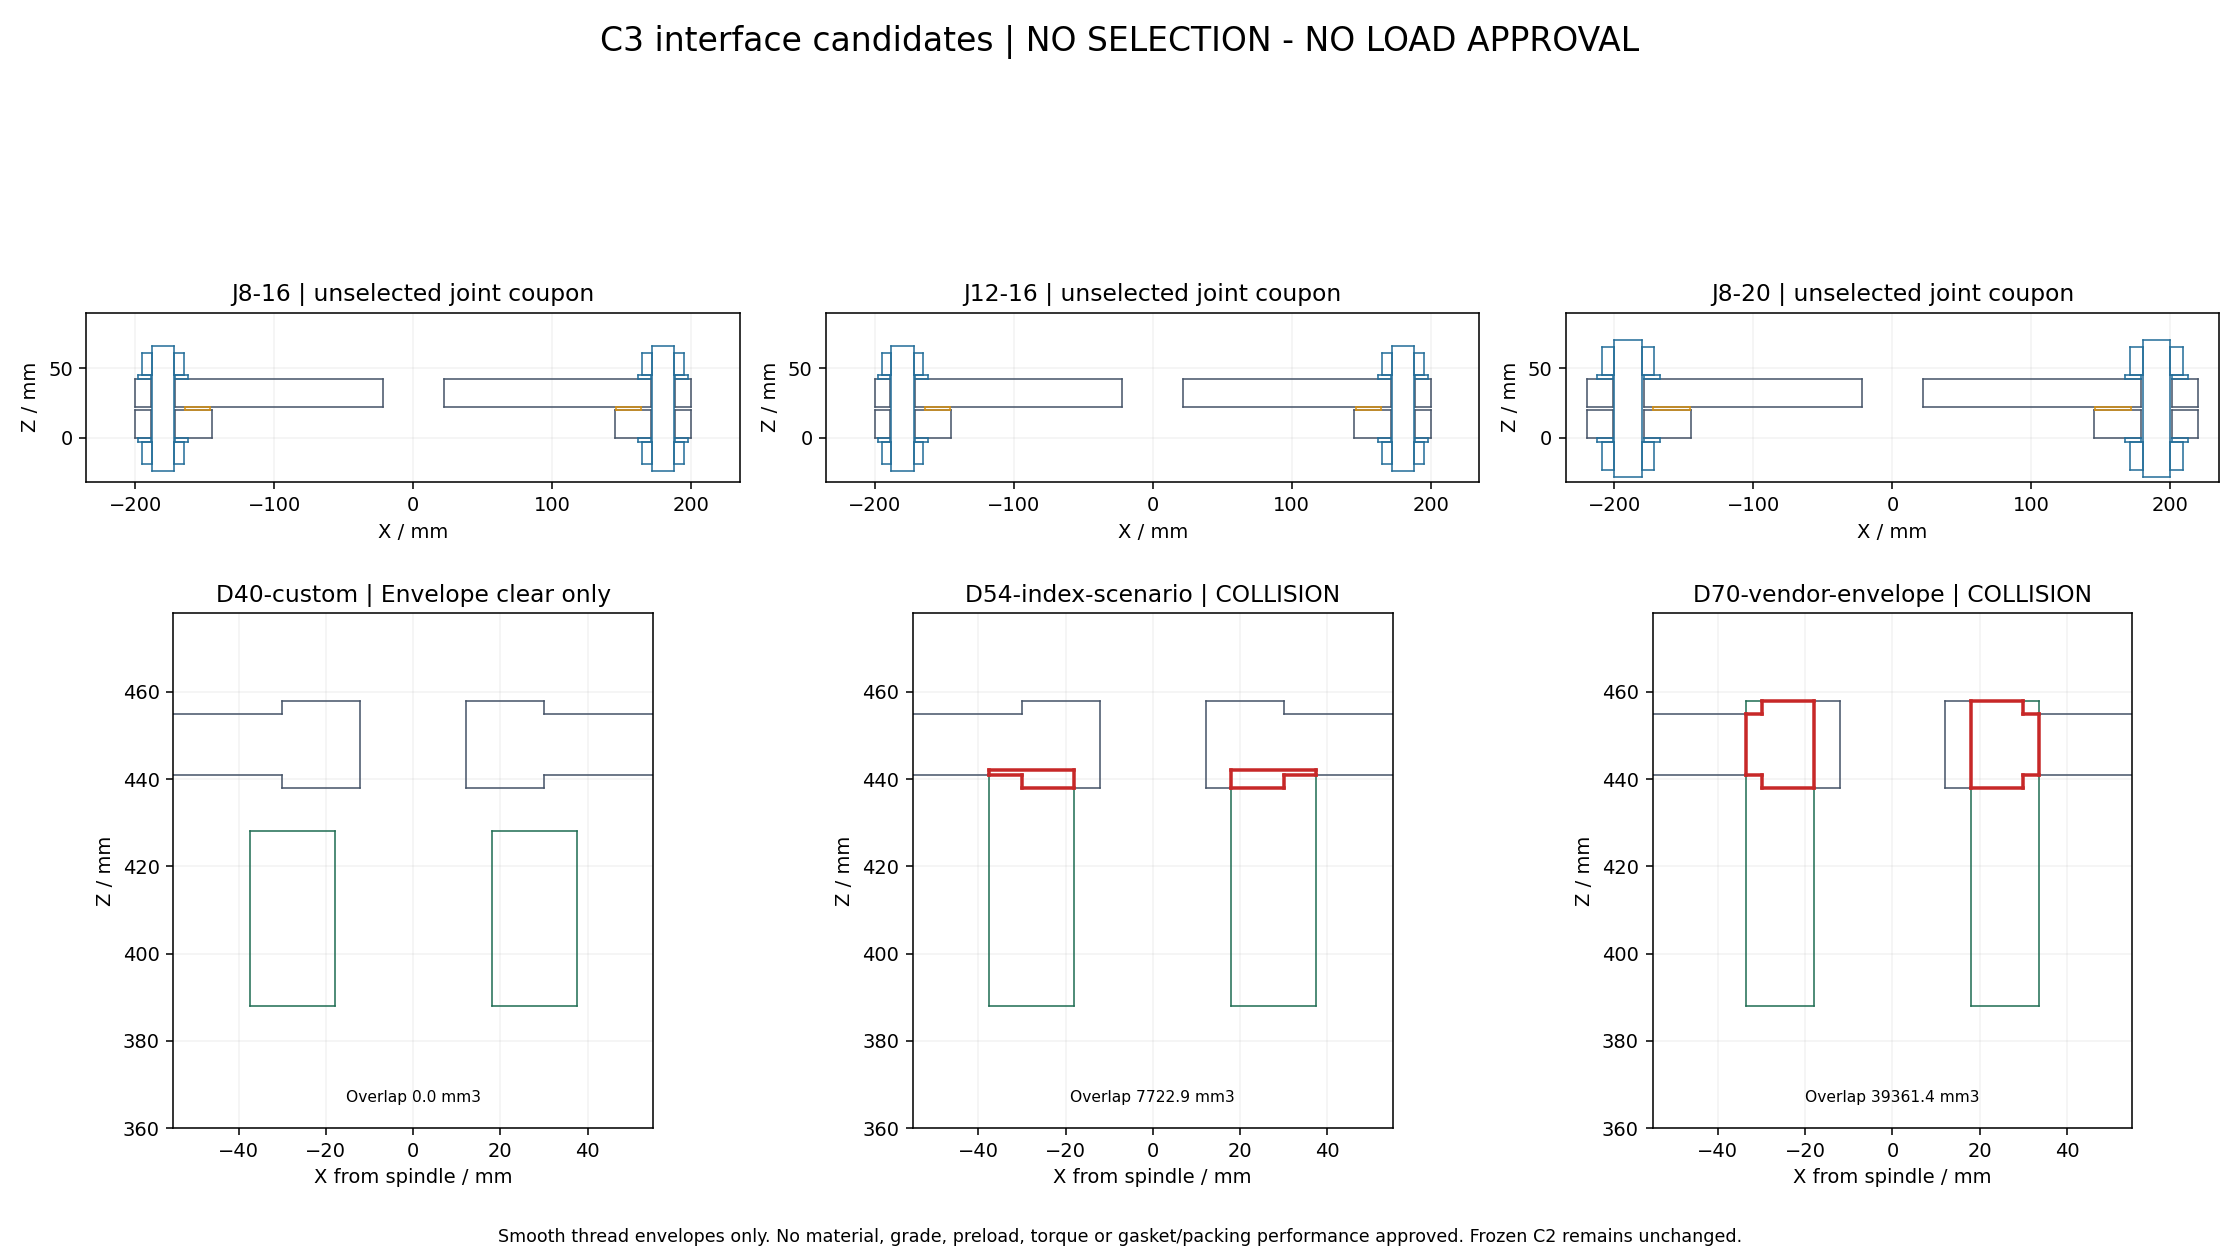 C3 interface candidates | NO SELECTION - NO LOAD APPROVAL
J8-16 | unselected joint coupon
J12-16 | unselected joint coupon
J8-20 | unselected joint coupon
Z / mm
50
0
−200
−100
0
100
200
X / mm
Z / mm
50
0
−200
−100
0
100
200
X / mm
Z / mm
50
0
−200
−100
0
100
200
X / mm
D40-custom | Envelope clear only
D54-index-scenario | COLLISION
D70-vendor-envelope | COLLISION
Z / mm
460
440
420
400
380
360
Overlap 0.0 mm3
−40
−20
0
20
40
X from spindle / mm
Z / mm
460
440
420
400
380
360
Overlap 7722.9 mm3
−40
−20
0
20
40
X from spindle / mm
Z / mm
460
440
420
400
380
360
Overlap 39361.4 mm3
−40
−20
0
20
40
X from spindle / mm
Smooth thread envelopes only. No material, grade, preload, torque or gasket/packing performance approved. Frozen C2 remains unchanged.